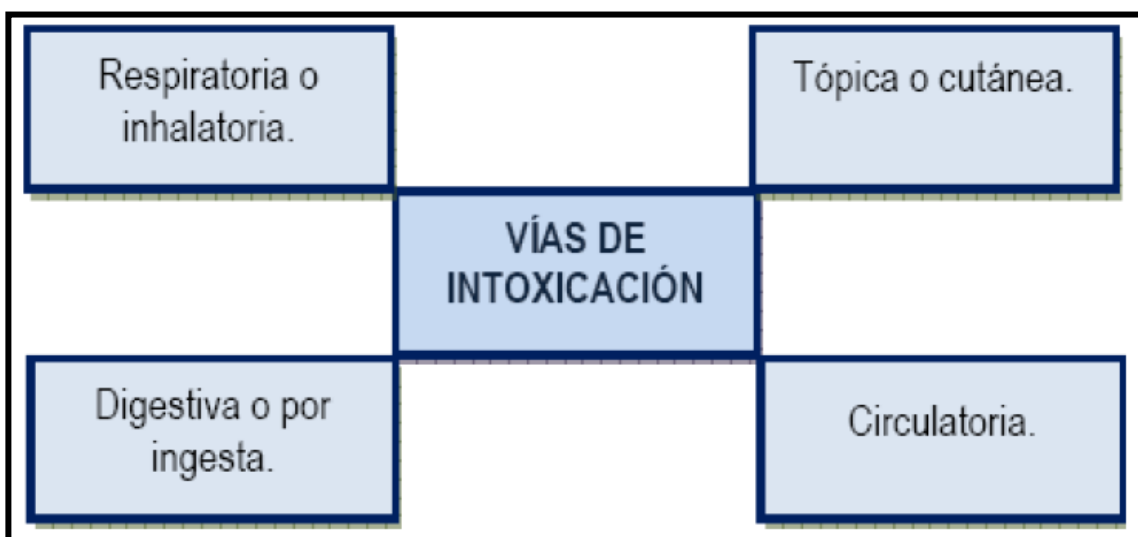 Respiratoria o
inhalatoria.
Tópica o cutánea.
VÍAS DE
INTOXICACIÓN
Digestiva o por
ingesta.
Circulatoria.